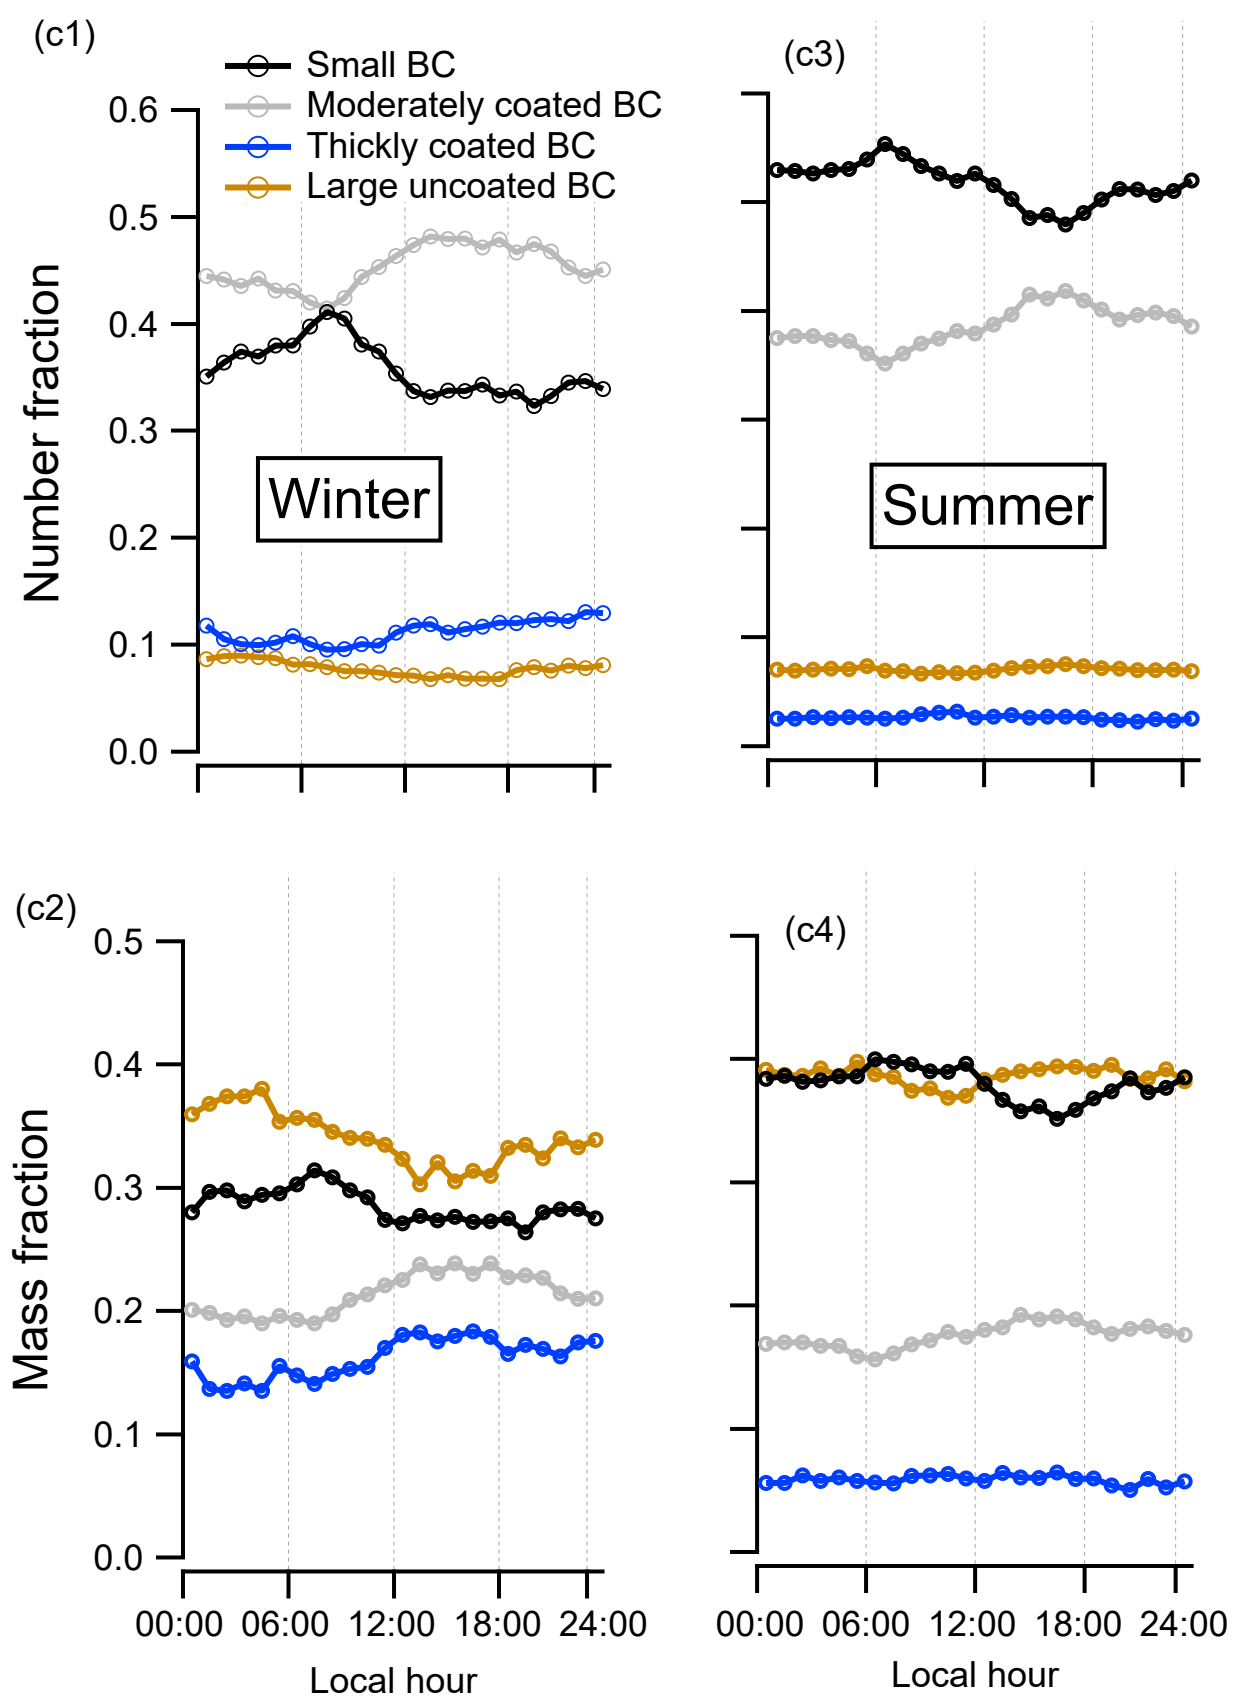 (c1)
Small BC
Moderately coated BC
Thickly coated BC
Large uncoated BC
0.6
0.5
0.4
0.3
0.2
0.1
0.0
Number fraction
Winter
(c3)
Summer
(c2)
0.5
0.4
0.3
0.2
0.1
0.0
Mass fraction
00:00 06:00 12:00 18:00 24:00
Local hour
(c4)
00:00 06:00 12:00 18:00 24:00
Local hour